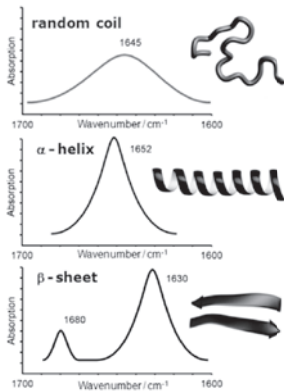 random coil
1645
Absorption
1700 Wavenumber/cm⁻¹ 1600
α-helix
1652
Absorption
1700 Wavenumber/cm⁻¹ 1600
β-sheet
1630
1680
Absorption
1700 Wavenumber/cm⁻¹ 1600